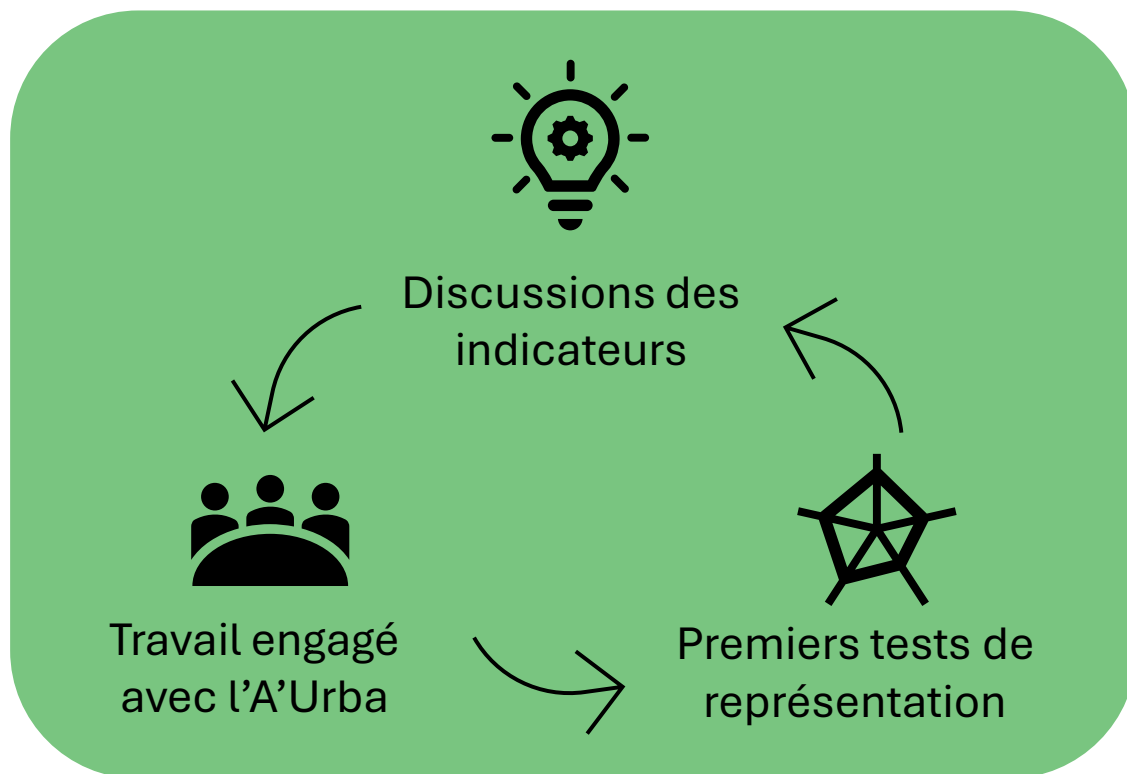 Discussions des
indicateurs
Travail engagé
avec l’A’Urba
Premiers tests de
représentation